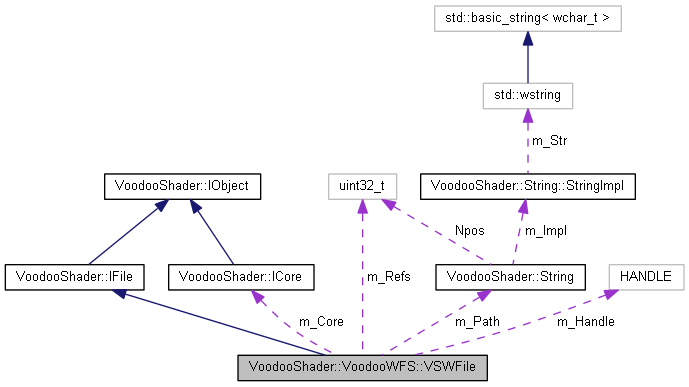 std::basic_string< wchar_t >
std::wstring
m_Str
VoodooShader::IObject
uint32_t
VoodooShader::String::StringImpl
Npos
m_Impl
VoodooShader::IFile
VoodooShader::ICore
m_Refs
VoodooShader::String
HANDLE
m_Core
m_Path
m_Handle
VoodooShader::VoodooWFS::VSWFile